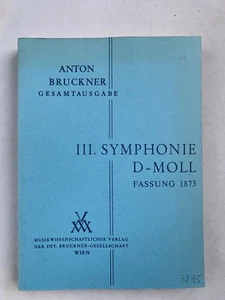 ANTON
BRUCKNER
GESAMTAUSGABE
III. SYMPHONIE
D-MOLL
FASSUNG 1873
MUSIKWISSENSCHAFTLICHER VERLAG
DER INT. BRUCKNER-GESELLSCHAFT
WIEN